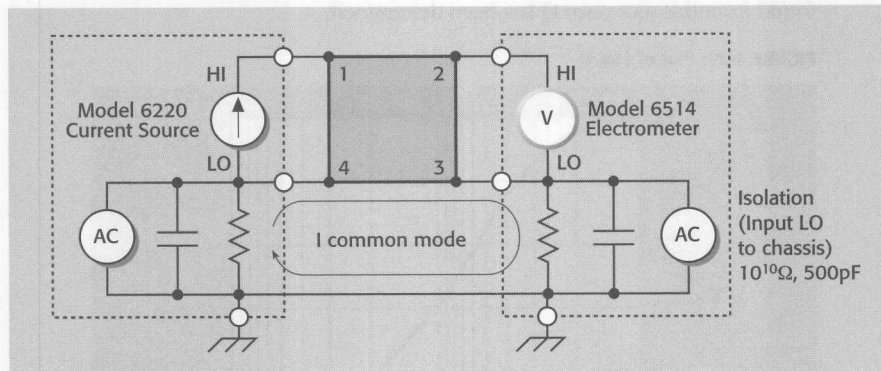 HI
1
2
HI
Model 6220
Current Source
V
Model 6514
Electrometer
LO
4
3
LO
AC
I common mode
AC
Isolation
(Input LO
to chassis)
10¹⁰Ω, 500pF